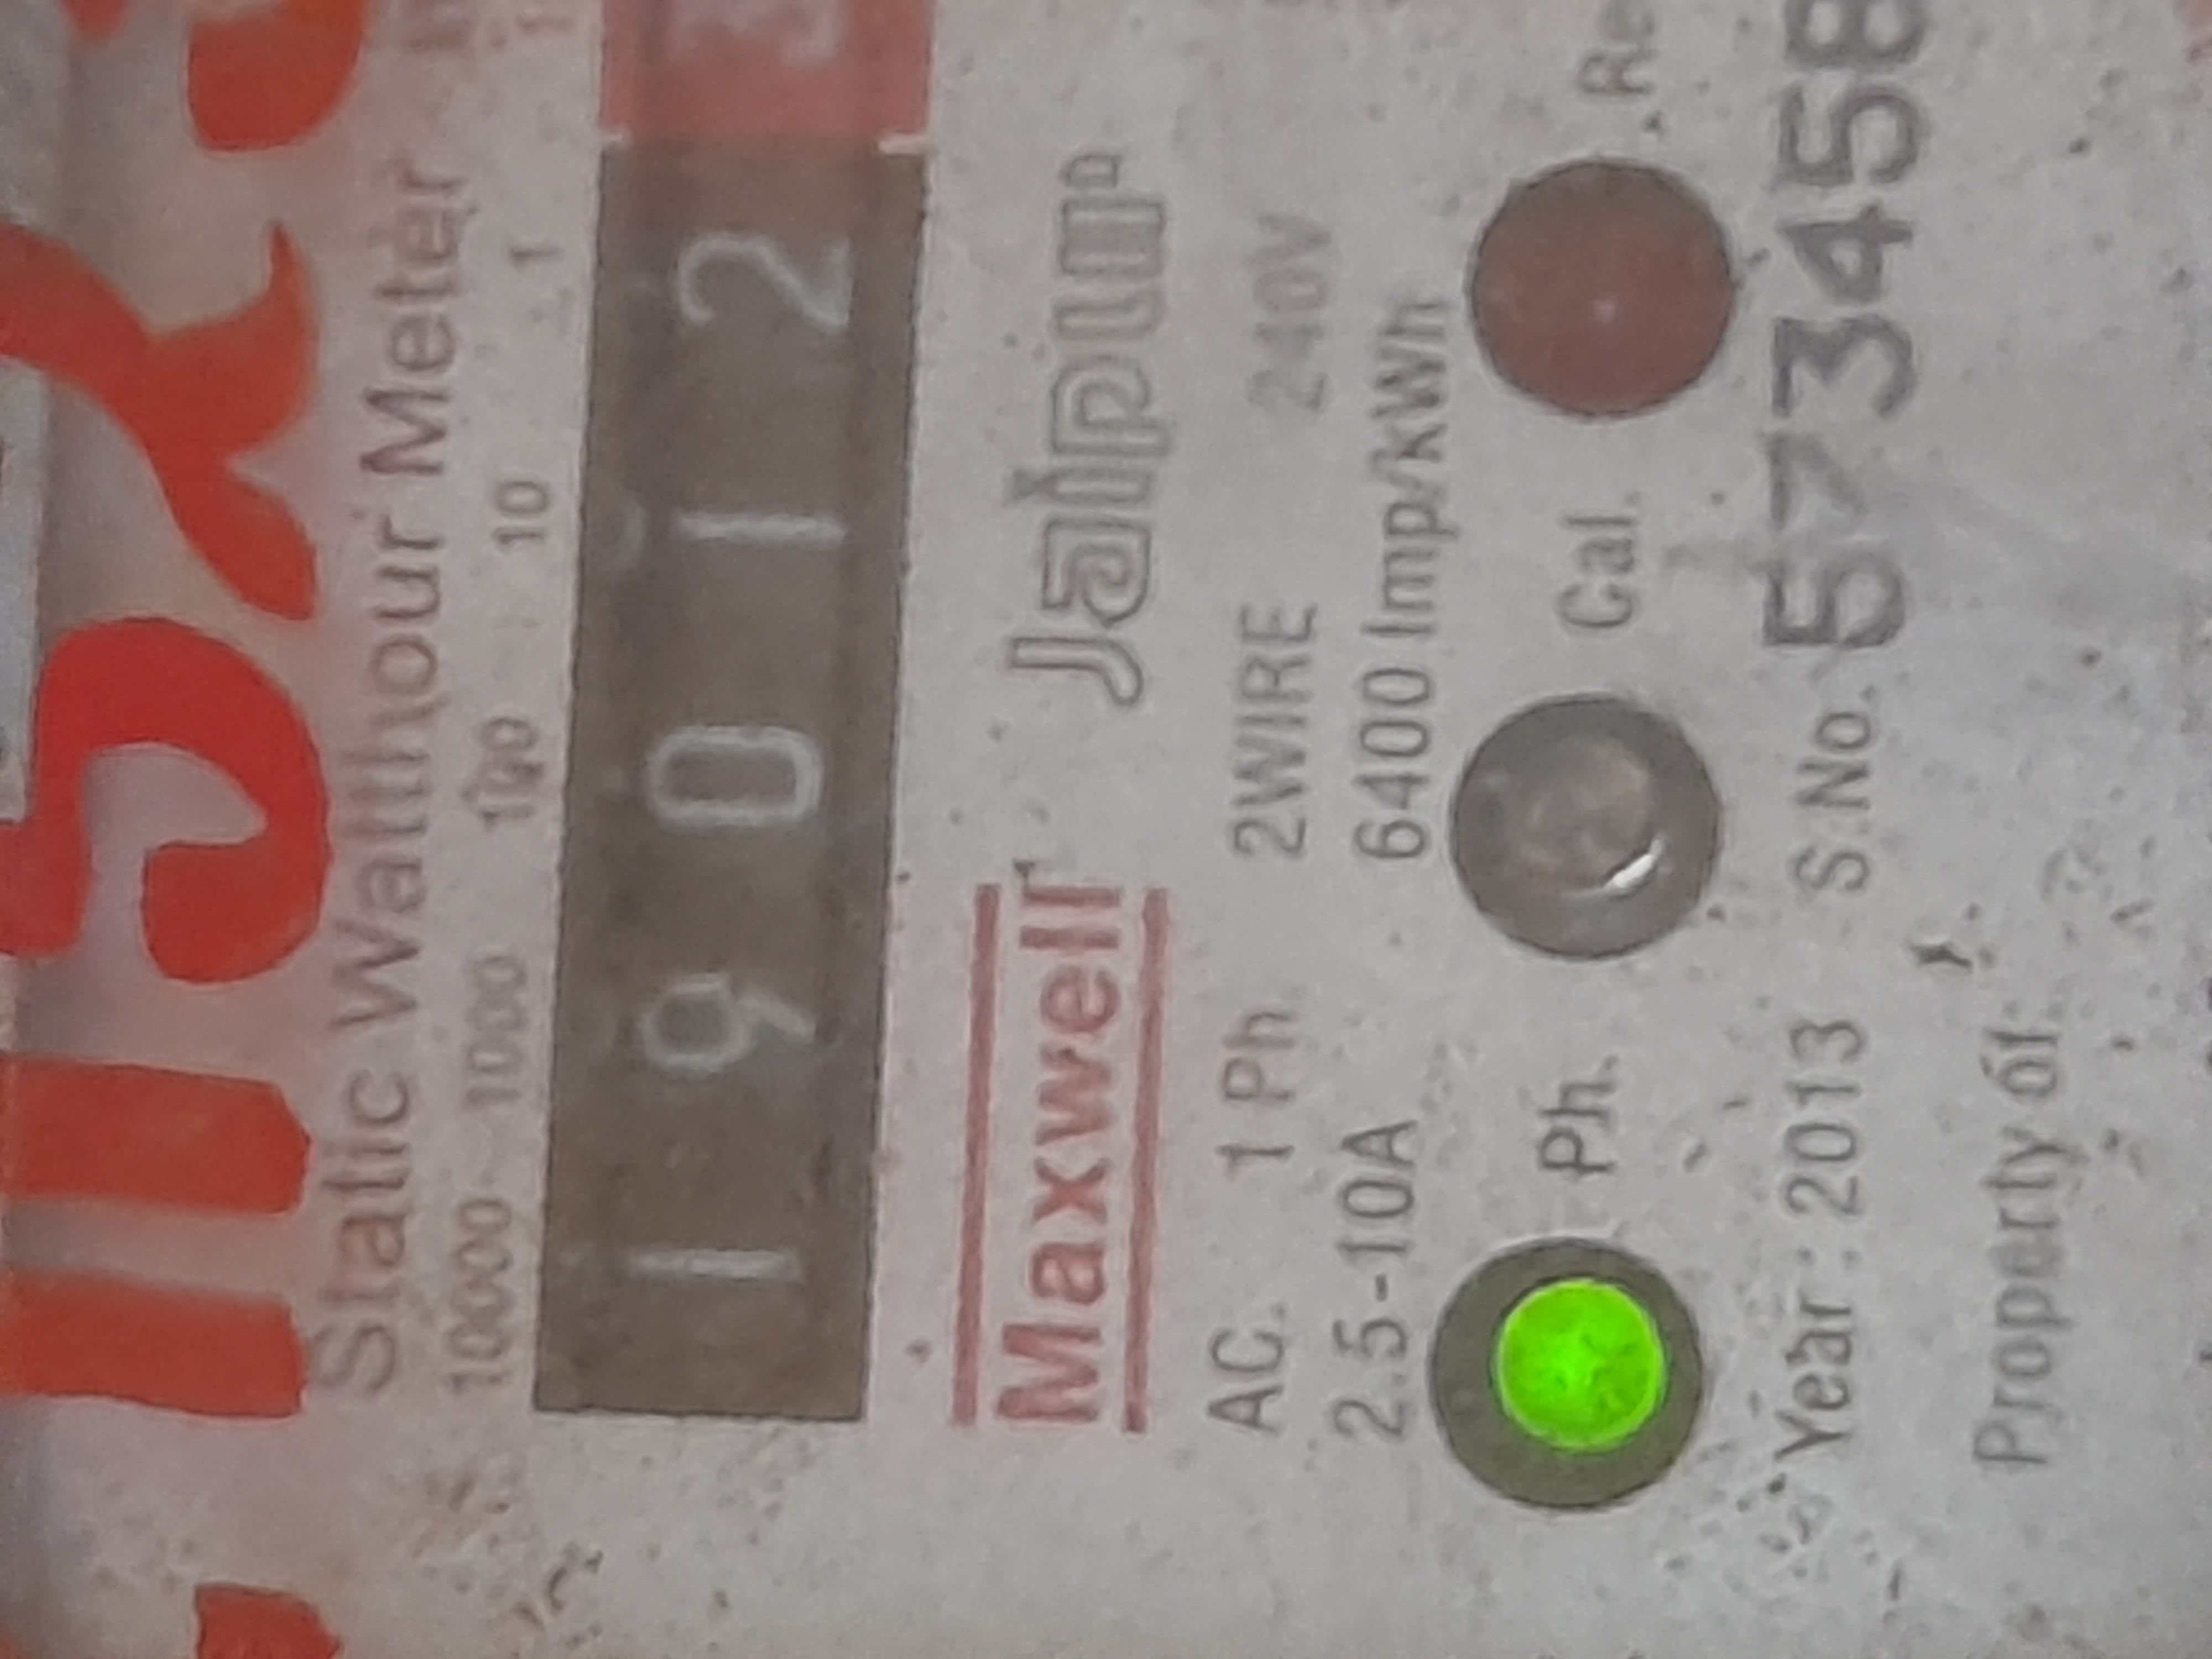 Static Watthour Meter
10000 1000 100 10 1
1 9 0 1 2
Maxwell Jaipur
AC. 1 Ph. 2WIRE 240V
2.5-10A 6400 Imp/kWh
Ph. Cal. Re
Year : 2013 S.No. 573458
Property of